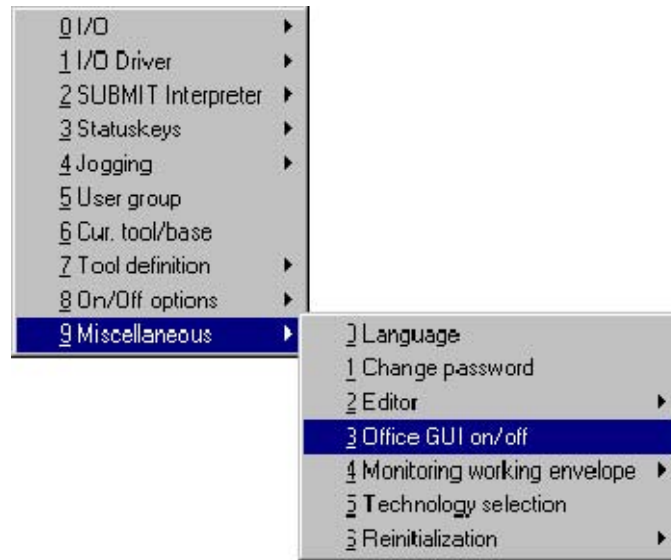 0 I/O
1 I/O Driver
2 SUBMIT Interpreter
3 Statuskeys
4 Jogging
5 User group
6 Cur. tool/base
7 Tool definition
8 On/Off options
9 Miscellaneous
0 Language
1 Change password
2 Editor
3 Office GUI on/off
4 Monitoring working envelope
5 Technology selection
6 Reinitialization